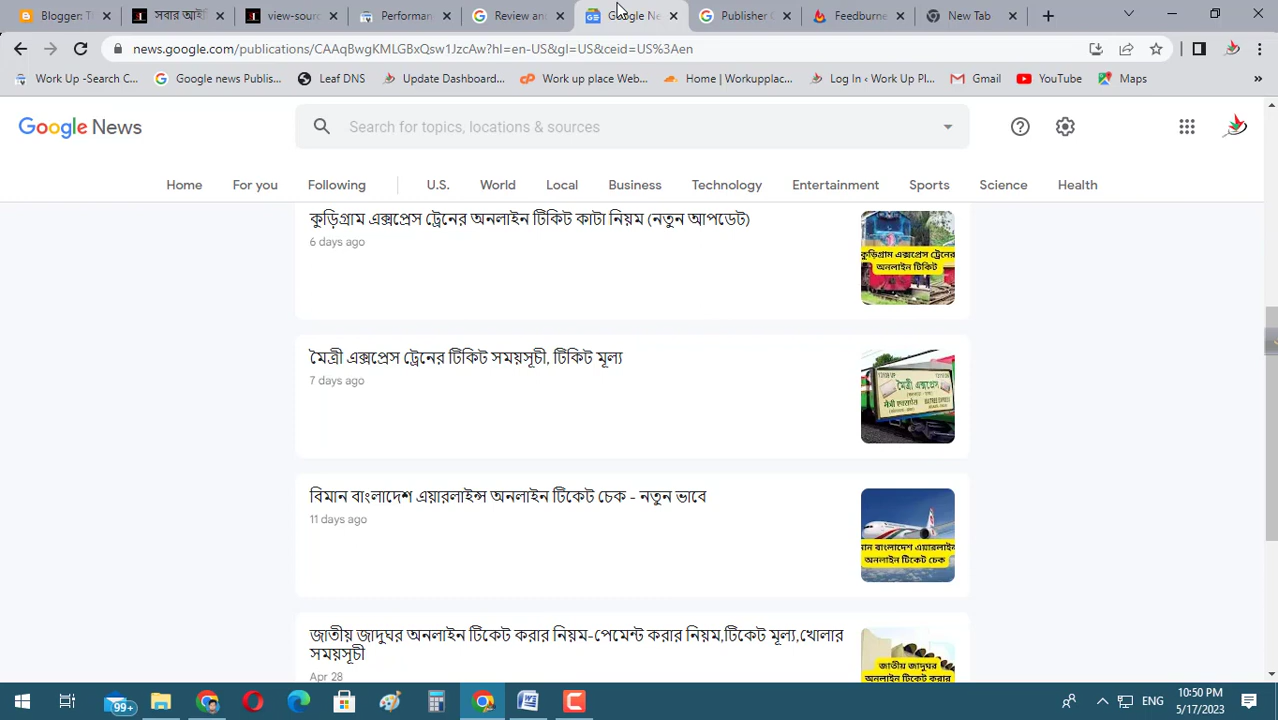 Blogger: Ti
সবার আই
view-sourc
Performan
Review an
Google Ne
Publisher C
Feedburne
New Tab
news.google.com/publications/CAAqBwgKMLGBxQsw1JzcAw?hl=en-US&gl=US&ceid=US%3Aen
Work Up -Search C...
Google news Publis...
Leaf DNS
Update Dashboard...
Work up place Web...
Home | Workupplac...
Log In ‹ Work Up Pl...
Gmail
YouTube
Maps
Google News
Search for topics, locations & sources
Home
For you
Following
U.S.
World
Local
Business
Technology
Entertainment
Sports
Science
Health
কুড়িগ্রাম এক্সপ্রেস ট্রেনের অনলাইন টিকিট কাটা নিয়ম (নতুন আপডেট)
6 days ago
কুড়িগ্রাম এক্সপ্রেস ট্রেনের
অনলাইন টিকিট
মৈত্রী এক্সপ্রেস ট্রেনের টিকিট সময়সূচী, টিকিট মূল্য
7 days ago
মৈত্রী এক্সপ্রেস
বিমান বাংলাদেশ এয়ারলাইন্স অনলাইন টিকেট চেক - নতুন ভাবে
11 days ago
মান বাংলাদেশ এয়ারলাইন
অনলাইন টিকেট চেক
জাতীয় জাদুঘর অনলাইন টিকেট করার নিয়ম-পেমেন্ট করার নিয়ম,টিকেট মূল্য,খোলার
সময়সূচী
Apr 28
জাতীয় জাদুঘর
অনলাইন টিকেট করার
99+
ENG
10:50 PM
5/17/2023